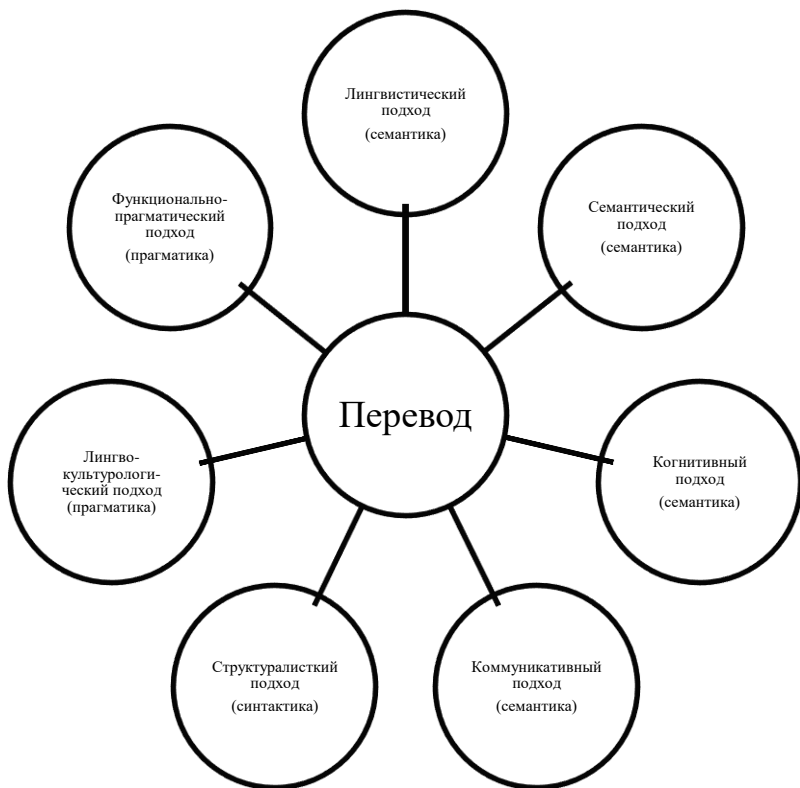 Лингвистический
подход
(семантика)
Функционально-
прагматический
подход
(прагматика)
Семантический
подход
(семантика)
Перевод
Лингво-
культурологи-
ческий подход
(прагматика)
Когнитивный
подход
(семантика)
Структуралисткий
подход
(синтактика)
Коммуникативный
подход
(семантика)